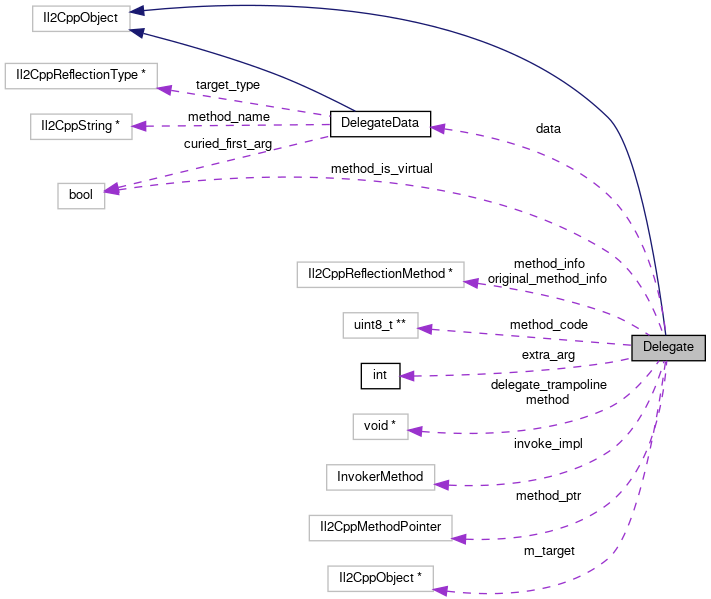 Il2CppObject
Il2CppReflectionType *
target_type
method_name
Il2CppString *
DelegateData
data
curied_first_arg
method_is_virtual
bool
method_info
original_method_info
Il2CppReflectionMethod *
uint8_t **
method_code
Delegate
extra_arg
int
delegate_trampoline
method
void *
invoke_impl
InvokerMethod
method_ptr
Il2CppMethodPointer
m_target
Il2CppObject *